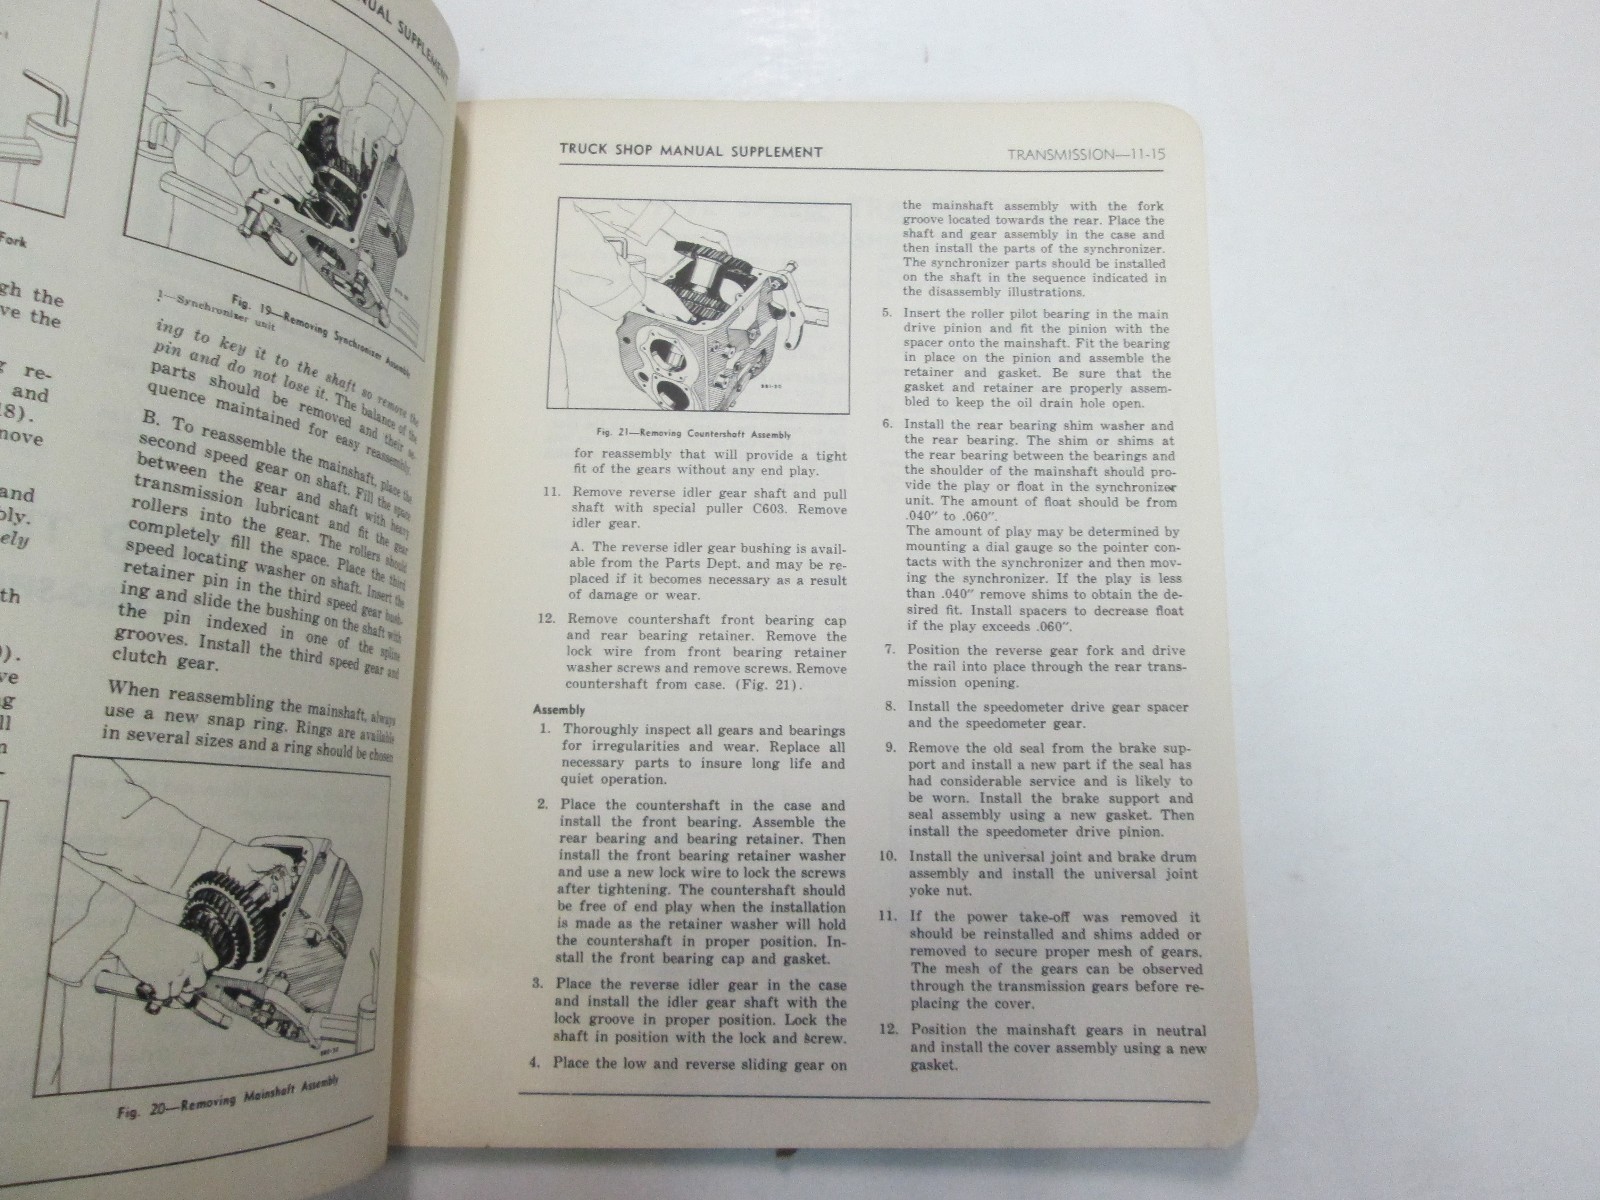 UAL SUPPLEMENT
Fork
gh the
ve the
re-
and
18).
move
and
bly.
ely
th
).
ve
g
ll
Fig. 19—Removing Synchronizer Assembly
1—Synchronizer unit
ing to key it to the shaft so remove the
pin and do not lose it. The balance of the
parts should be removed and their se-
quence maintained for easy reassembly.
B. To reassemble the mainshaft, place the
second speed gear on shaft. Fill the space
between the gear and shaft with heavy
transmission lubricant and fit the gear
rollers into the gear. The rollers should
completely fill the space. Place the third
speed locating washer on shaft. Insert the
retainer pin in the third speed gear bush-
ing and slide the bushing on the shaft with
the pin indexed in one of the spline
grooves. Install the third speed gear and
clutch gear.
When reassembling the mainshaft, always
use a new snap ring. Rings are available
in several sizes and a ring should be chosen
Fig. 20—Removing Mainshaft Assembly
TRUCK SHOP MANUAL SUPPLEMENT
TRANSMISSION—11-15
Fig. 21—Removing Countershaft Assembly
for reassembly that will provide a tight
fit of the gears without any end play.
11. Remove reverse idler gear shaft and pull
shaft with special puller C603. Remove
idler gear.
A. The reverse idler gear bushing is avail-
able from the Parts Dept. and may be re-
placed if it becomes necessary as a result
of damage or wear.
12. Remove countershaft front bearing cap
and rear bearing retainer. Remove the
lock wire from front bearing retainer
washer screws and remove screws. Remove
countershaft from case. (Fig. 21).
Assembly
1. Thoroughly inspect all gears and bearings
for irregularities and wear. Replace all
necessary parts to insure long life and
quiet operation.
2. Place the countershaft in the case and
install the front bearing. Assemble the
rear bearing and bearing retainer. Then
install the front bearing retainer washer
and use a new lock wire to lock the screws
after tightening. The countershaft should
be free of end play when the installation
is made as the retainer washer will hold
the countershaft in proper position. In-
stall the front bearing cap and gasket.
3. Place the reverse idler gear in the case
and install the idler gear shaft with the
lock groove in proper position. Lock the
shaft in position with the lock and screw.
4. Place the low and reverse sliding gear on
the mainshaft assembly with the fork
groove located towards the rear. Place the
shaft and gear assembly in the case and
then install the parts of the synchronizer.
The synchronizer parts should be installed
on the shaft in the sequence indicated in
the disassembly illustrations.
5. Insert the roller pilot bearing in the main
drive pinion and fit the pinion with the
spacer onto the mainshaft. Fit the bearing
in place on the pinion and assemble the
retainer and gasket. Be sure that the
gasket and retainer are properly assem-
bled to keep the oil drain hole open.
6. Install the rear bearing shim washer and
the rear bearing. The shim or shims at
the rear bearing between the bearings and
the shoulder of the mainshaft should pro-
vide the play or float in the synchronizer
unit. The amount of float should be from
.040″ to .060″.
The amount of play may be determined by
mounting a dial gauge so the pointer con-
tacts with the synchronizer and then mov-
ing the synchronizer. If the play is less
than .040″ remove shims to obtain the de-
sired fit. Install spacers to decrease float
if the play exceeds .060″.
7. Position the reverse gear fork and drive
the rail into place through the rear trans-
mission opening.
8. Install the speedometer drive gear spacer
and the speedometer gear.
9. Remove the old seal from the brake sup-
port and install a new part if the seal has
had considerable service and is likely to
be worn. Install the brake support and
seal assembly using a new gasket. Then
install the speedometer drive pinion.
10. Install the universal joint and brake drum
assembly and install the universal joint
yoke nut.
11. If the power take-off was removed it
should be reinstalled and shims added or
removed to secure proper mesh of gears.
The mesh of the gears can be observed
through the transmission gears before re-
placing the cover.
12. Position the mainshaft gears in neutral
and install the cover assembly using a new
gasket.